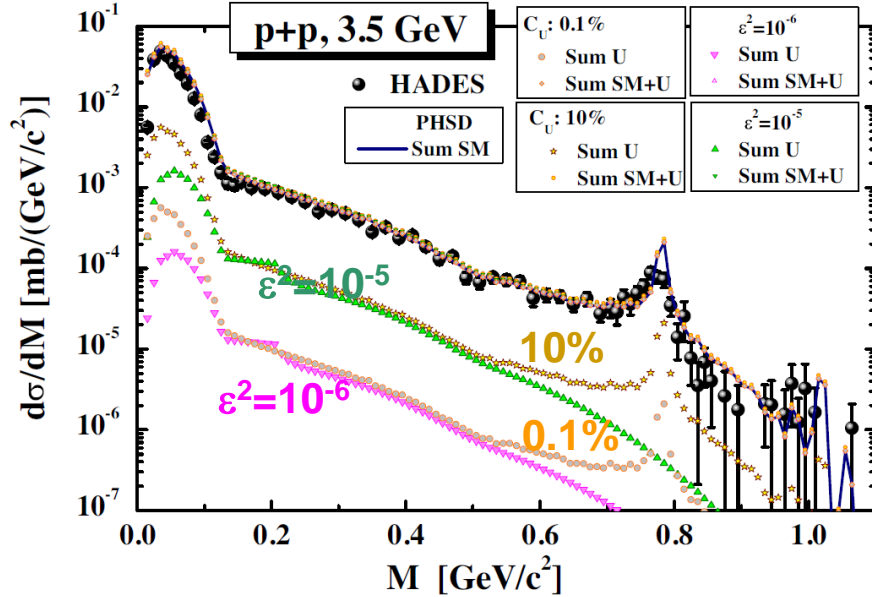 p+p, 3.5 GeV
HADES
PHSD
Sum SM
C_U: 0.1%
Sum U
Sum SM+U
ε²=10⁻⁶
Sum U
Sum SM+U
C_U: 10%
Sum U
Sum SM+U
ε²=10⁻⁵
Sum U
Sum SM+U
dσ/dM [mb/(GeV/c²)]
10⁻¹
10⁻²
10⁻³
10⁻⁴
10⁻⁵
10⁻⁶
10⁻⁷
ε²=10⁻⁵
10%
ε²=10⁻⁶
0.1%
0.0
0.2
0.4
0.6
0.8
1.0
M [GeV/c²]